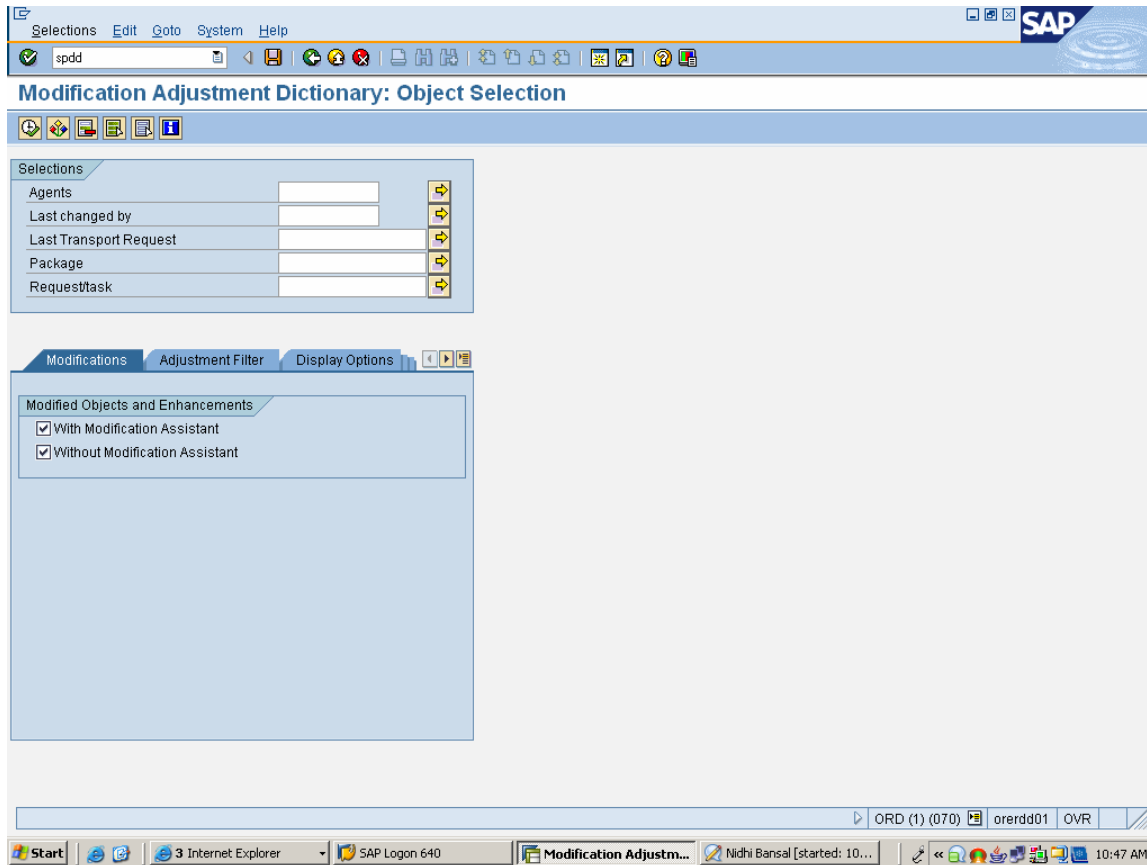 Selections Edit Goto System Help
SAP
spdd
Modification Adjustment Dictionary: Object Selection
Selections
Agents
Last changed by
Last Transport Request
Package
Request/task
Modifications Adjustment Filter Display Options
Modified Objects and Enhancements
With Modification Assistant
Without Modification Assistant
ORD (1) (070) orerdd01 OVR
Start 3 Internet Explorer SAP Logon 640 Modification Adjustm... Nidhi Bansal [started: 10... 10:47 AM